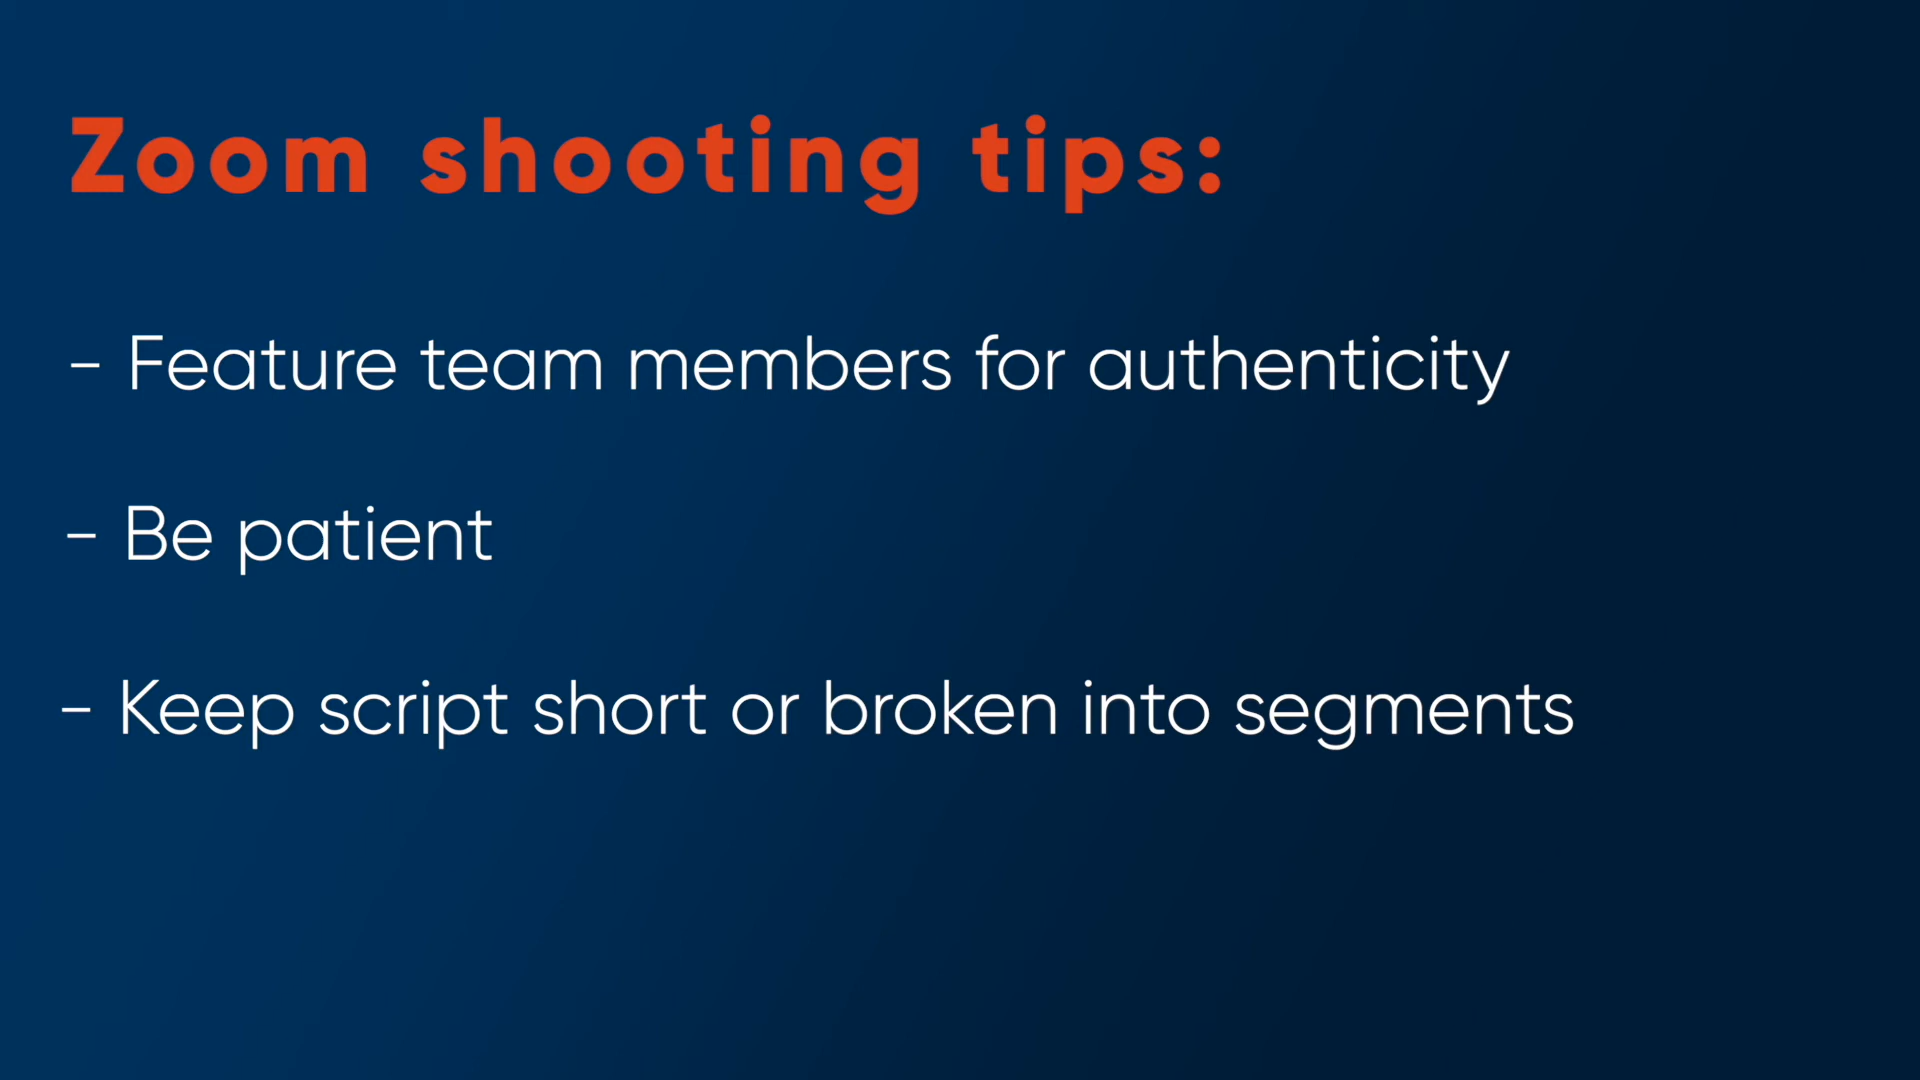 Zoom shooting tips:
- Feature team members for authenticity
- Be patient
- Keep script short or broken into segments